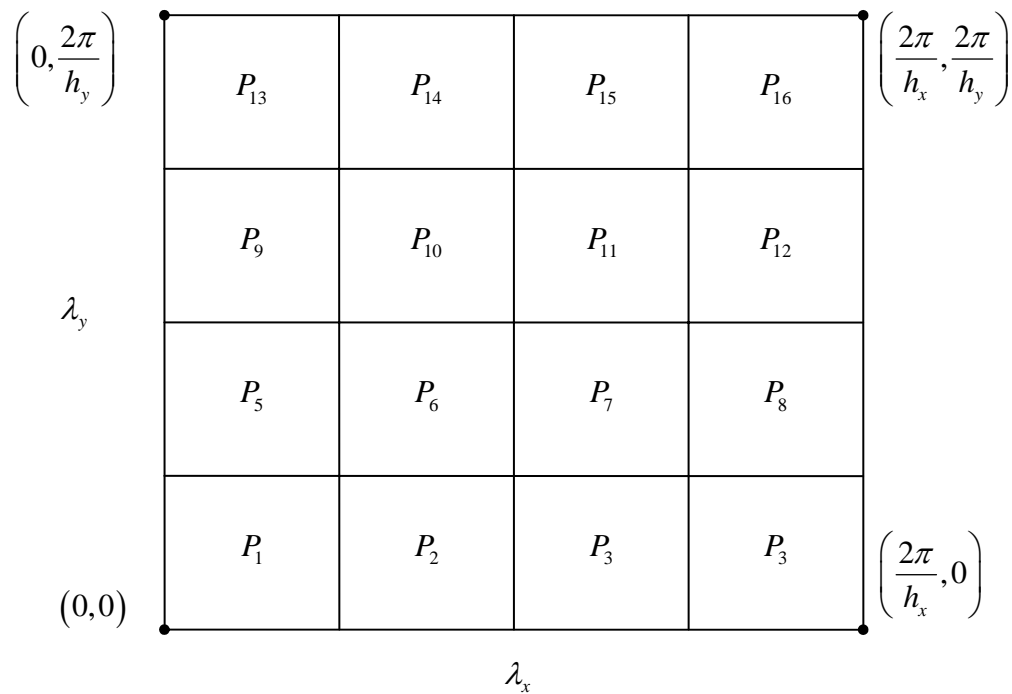 (0, 2π/h_y)
(2π/h_x, 2π/h_y)
P_13 P_14 P_15 P_16
P_9 P_10 P_11 P_12
λ_y
P_5 P_6 P_7 P_8
P_1 P_2 P_3 P_3
(2π/h_x, 0)
(0,0)
λ_x